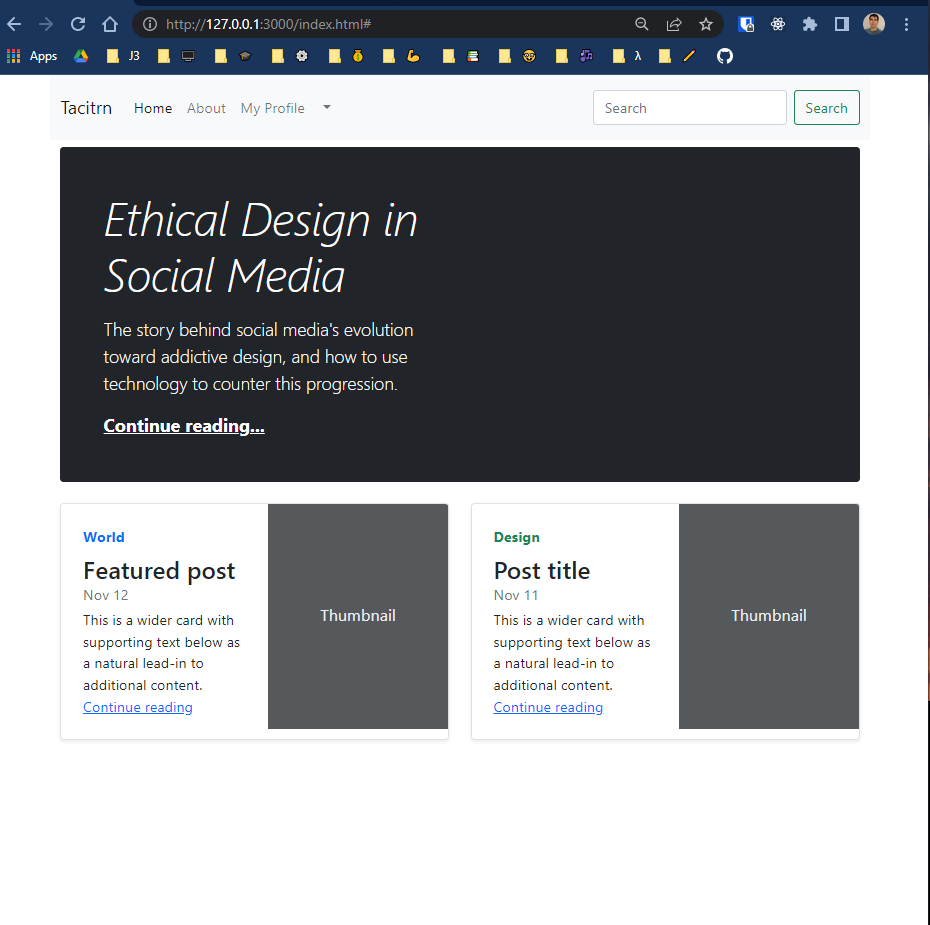 http://127.0.0.1:3000/index.html#
Apps J3 λ
Tacitrn Home About My Profile Search Search
Ethical Design in
Social Media
The story behind social media's evolution
toward addictive design, and how to use
technology to counter this progression.
Continue reading...
World
Featured post
Nov 12
This is a wider card with
supporting text below as
a natural lead-in to
additional content.
Continue reading
Thumbnail
Design
Post title
Nov 11
This is a wider card with
supporting text below as
a natural lead-in to
additional content.
Continue reading
Thumbnail